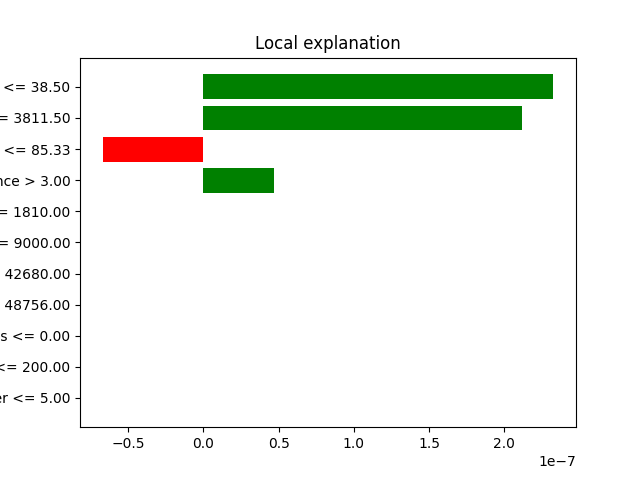 Local explanation
<= 38.50
= 3811.50
<= 85.33
nce > 3.00
= 1810.00
= 9000.00
42680.00
48756.00
s <= 0.00
<= 200.00
er <= 5.00
−0.5 0.0 0.5 1.0 1.5 2.0
1e−7